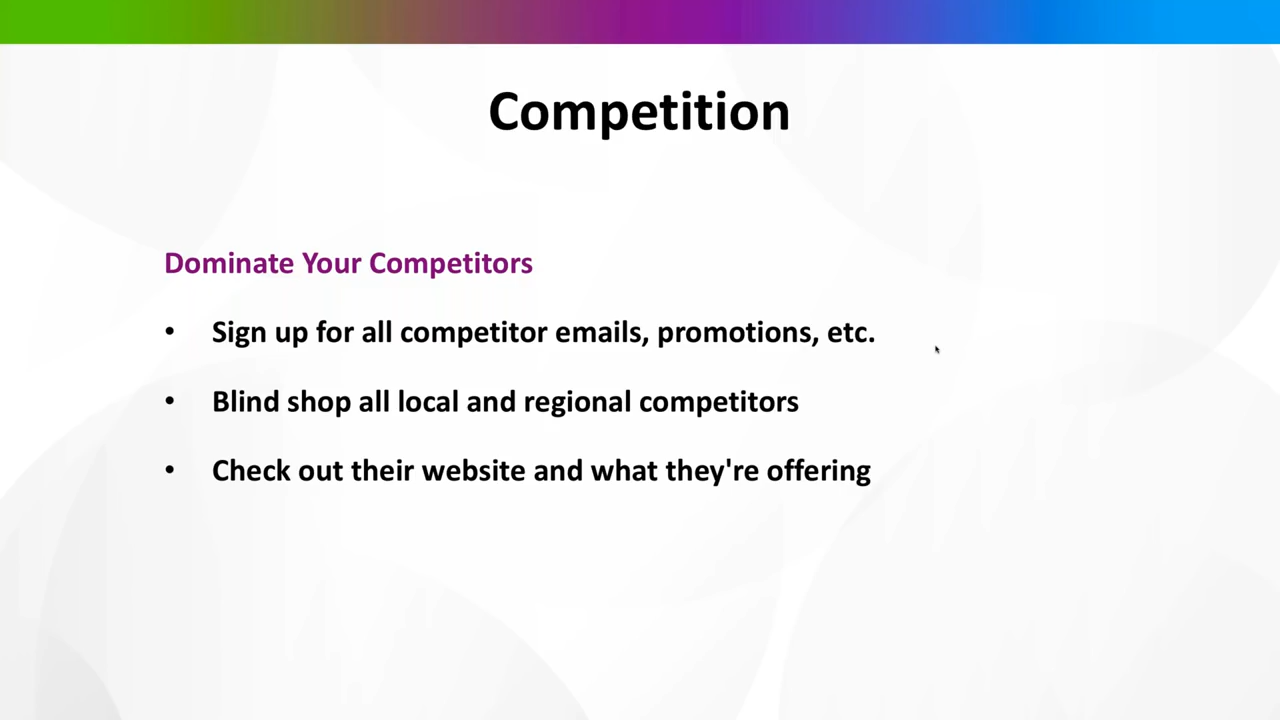 Competition
Dominate Your Competitors
• Sign up for all competitor emails, promotions, etc.
• Blind shop all local and regional competitors
• Check out their website and what they're offering